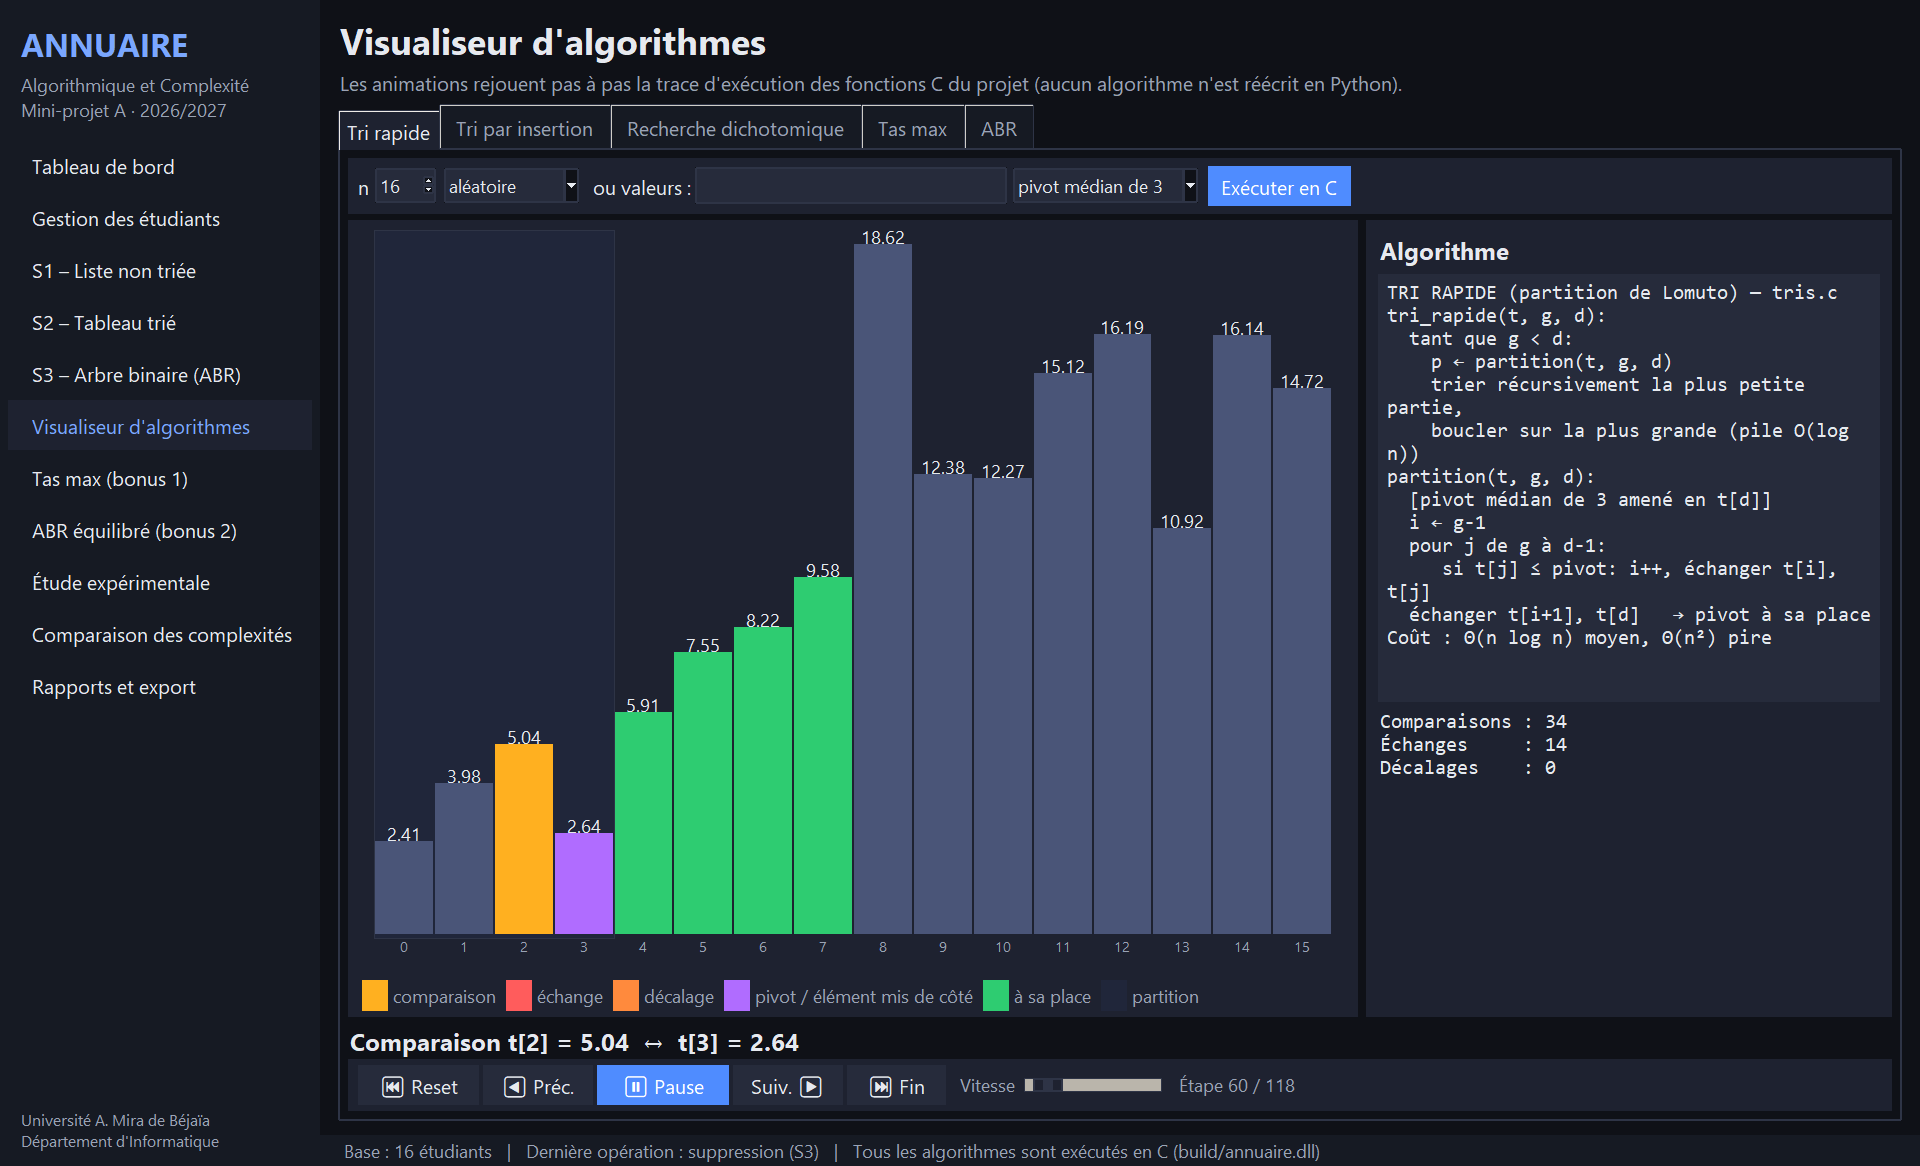 ANNUAIRE
Algorithmique et Complexité
Mini-projet A · 2026/2027
Tableau de bord
Gestion des étudiants
S1 – Liste non triée
S2 – Tableau trié
S3 – Arbre binaire (ABR)
Visualiseur d'algorithmes
Tas max (bonus 1)
ABR équilibré (bonus 2)
Étude expérimentale
Comparaison des complexités
Rapports et export
Université A. Mira de Béjaïa
Département d'Informatique
Visualiseur d'algorithmes
Les animations rejouent pas à pas la trace d'exécution des fonctions C du projet (aucun algorithme n'est réécrit en Python).
Tri rapide Tri par insertion Recherche dichotomique Tas max ABR
n 16 aléatoire ou valeurs : pivot médian de 3 Exécuter en C
2.41 3.98 5.04 2.64 5.91 7.55 8.22 9.58 18.62 12.38 12.27 15.12 16.19 10.92 16.14 14.72
0 1 2 3 4 5 6 7 8 9 10 11 12 13 14 15
comparaison échange décalage pivot / élément mis de côté à sa place partition
Algorithme
TRI RAPIDE (partition de Lomuto) — tris.c
tri_rapide(t, g, d):
tant que g < d:
p ← partition(t, g, d)
trier récursivement la plus petite
partie,
boucler sur la plus grande (pile O(log
n))
partition(t, g, d):
[pivot médian de 3 amené en t[d]]
i ← g-1
pour j de g à d-1:
si t[j] ≤ pivot: i++, échanger t[i],
t[j]
échanger t[i+1], t[d] → pivot à sa place
Coût : Θ(n log n) moyen, Θ(n²) pire
Comparaisons : 34
Échanges : 14
Décalages : 0
Comparaison t[2] = 5.04 ↔ t[3] = 2.64
⏮ Reset ◀ Préc. ⏸ Pause Suiv. ▶ ⏭ Fin Vitesse Étape 60 / 118
Base : 16 étudiants | Dernière opération : suppression (S3) | Tous les algorithmes sont exécutés en C (build/annuaire.dll)